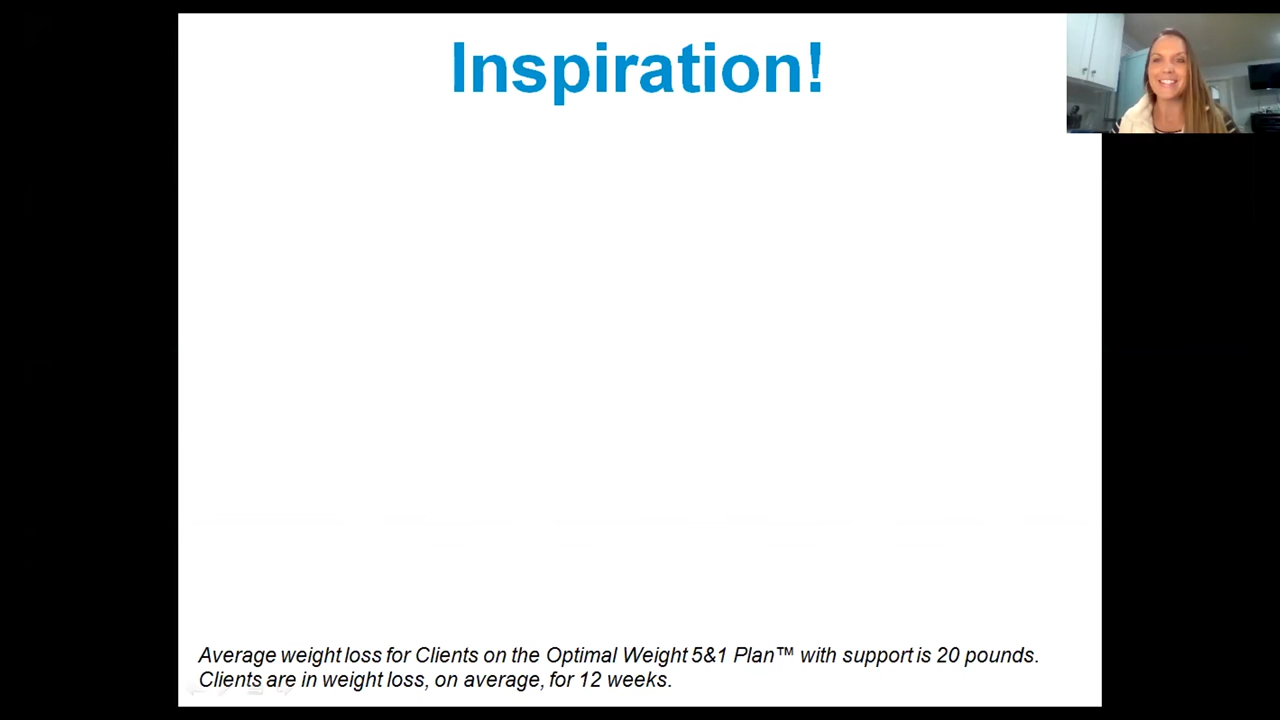 Inspiration!
Average weight loss for Clients on the Optimal Weight 5&1 Plan™ with support is 20 pounds.
Clients are in weight loss, on average, for 12 weeks.